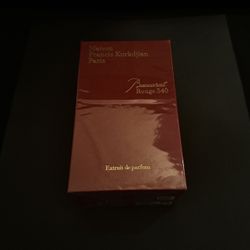 Maison
Francis Kurkdjian
Paris
Baccarat
Rouge 540
Extrait de parfum